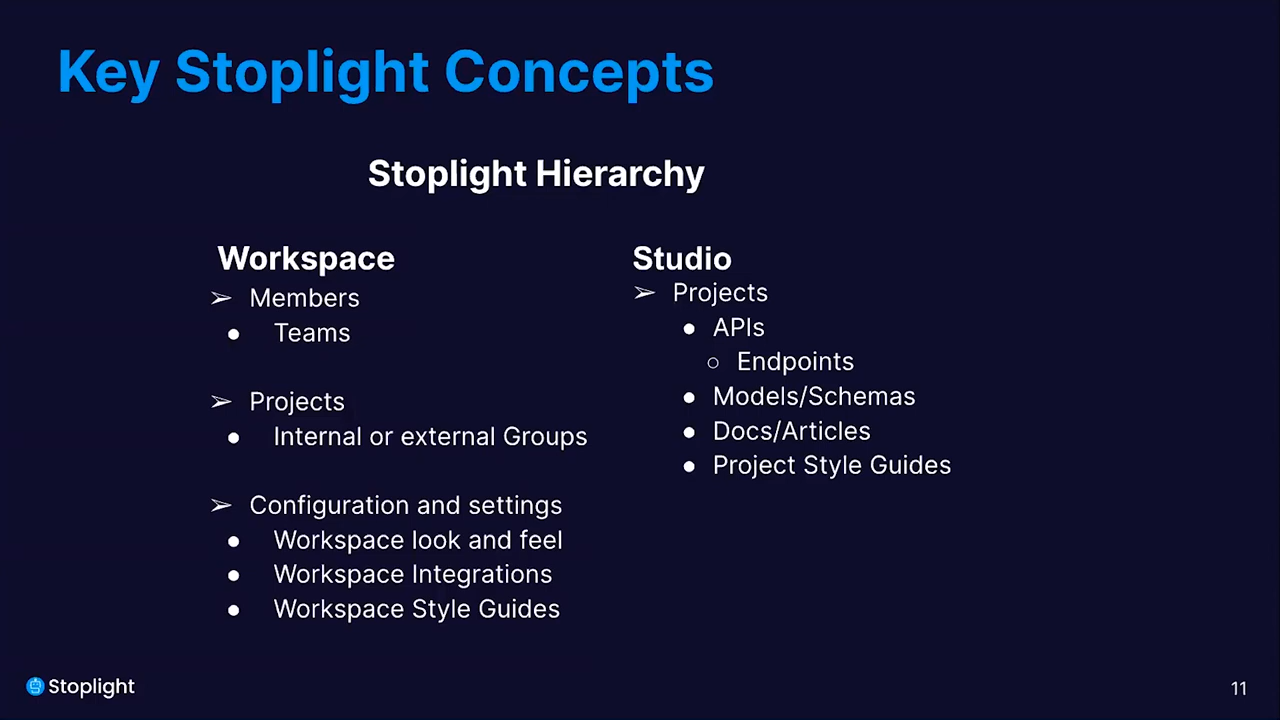 Key Stoplight Concepts
Stoplight Hierarchy
Workspace
➢ Members
● Teams
➢ Projects
● Internal or external Groups
➢ Configuration and settings
● Workspace look and feel
● Workspace Integrations
● Workspace Style Guides
Studio
➢ Projects
● APIs
○ Endpoints
● Models/Schemas
● Docs/Articles
● Project Style Guides
Stoplight
11